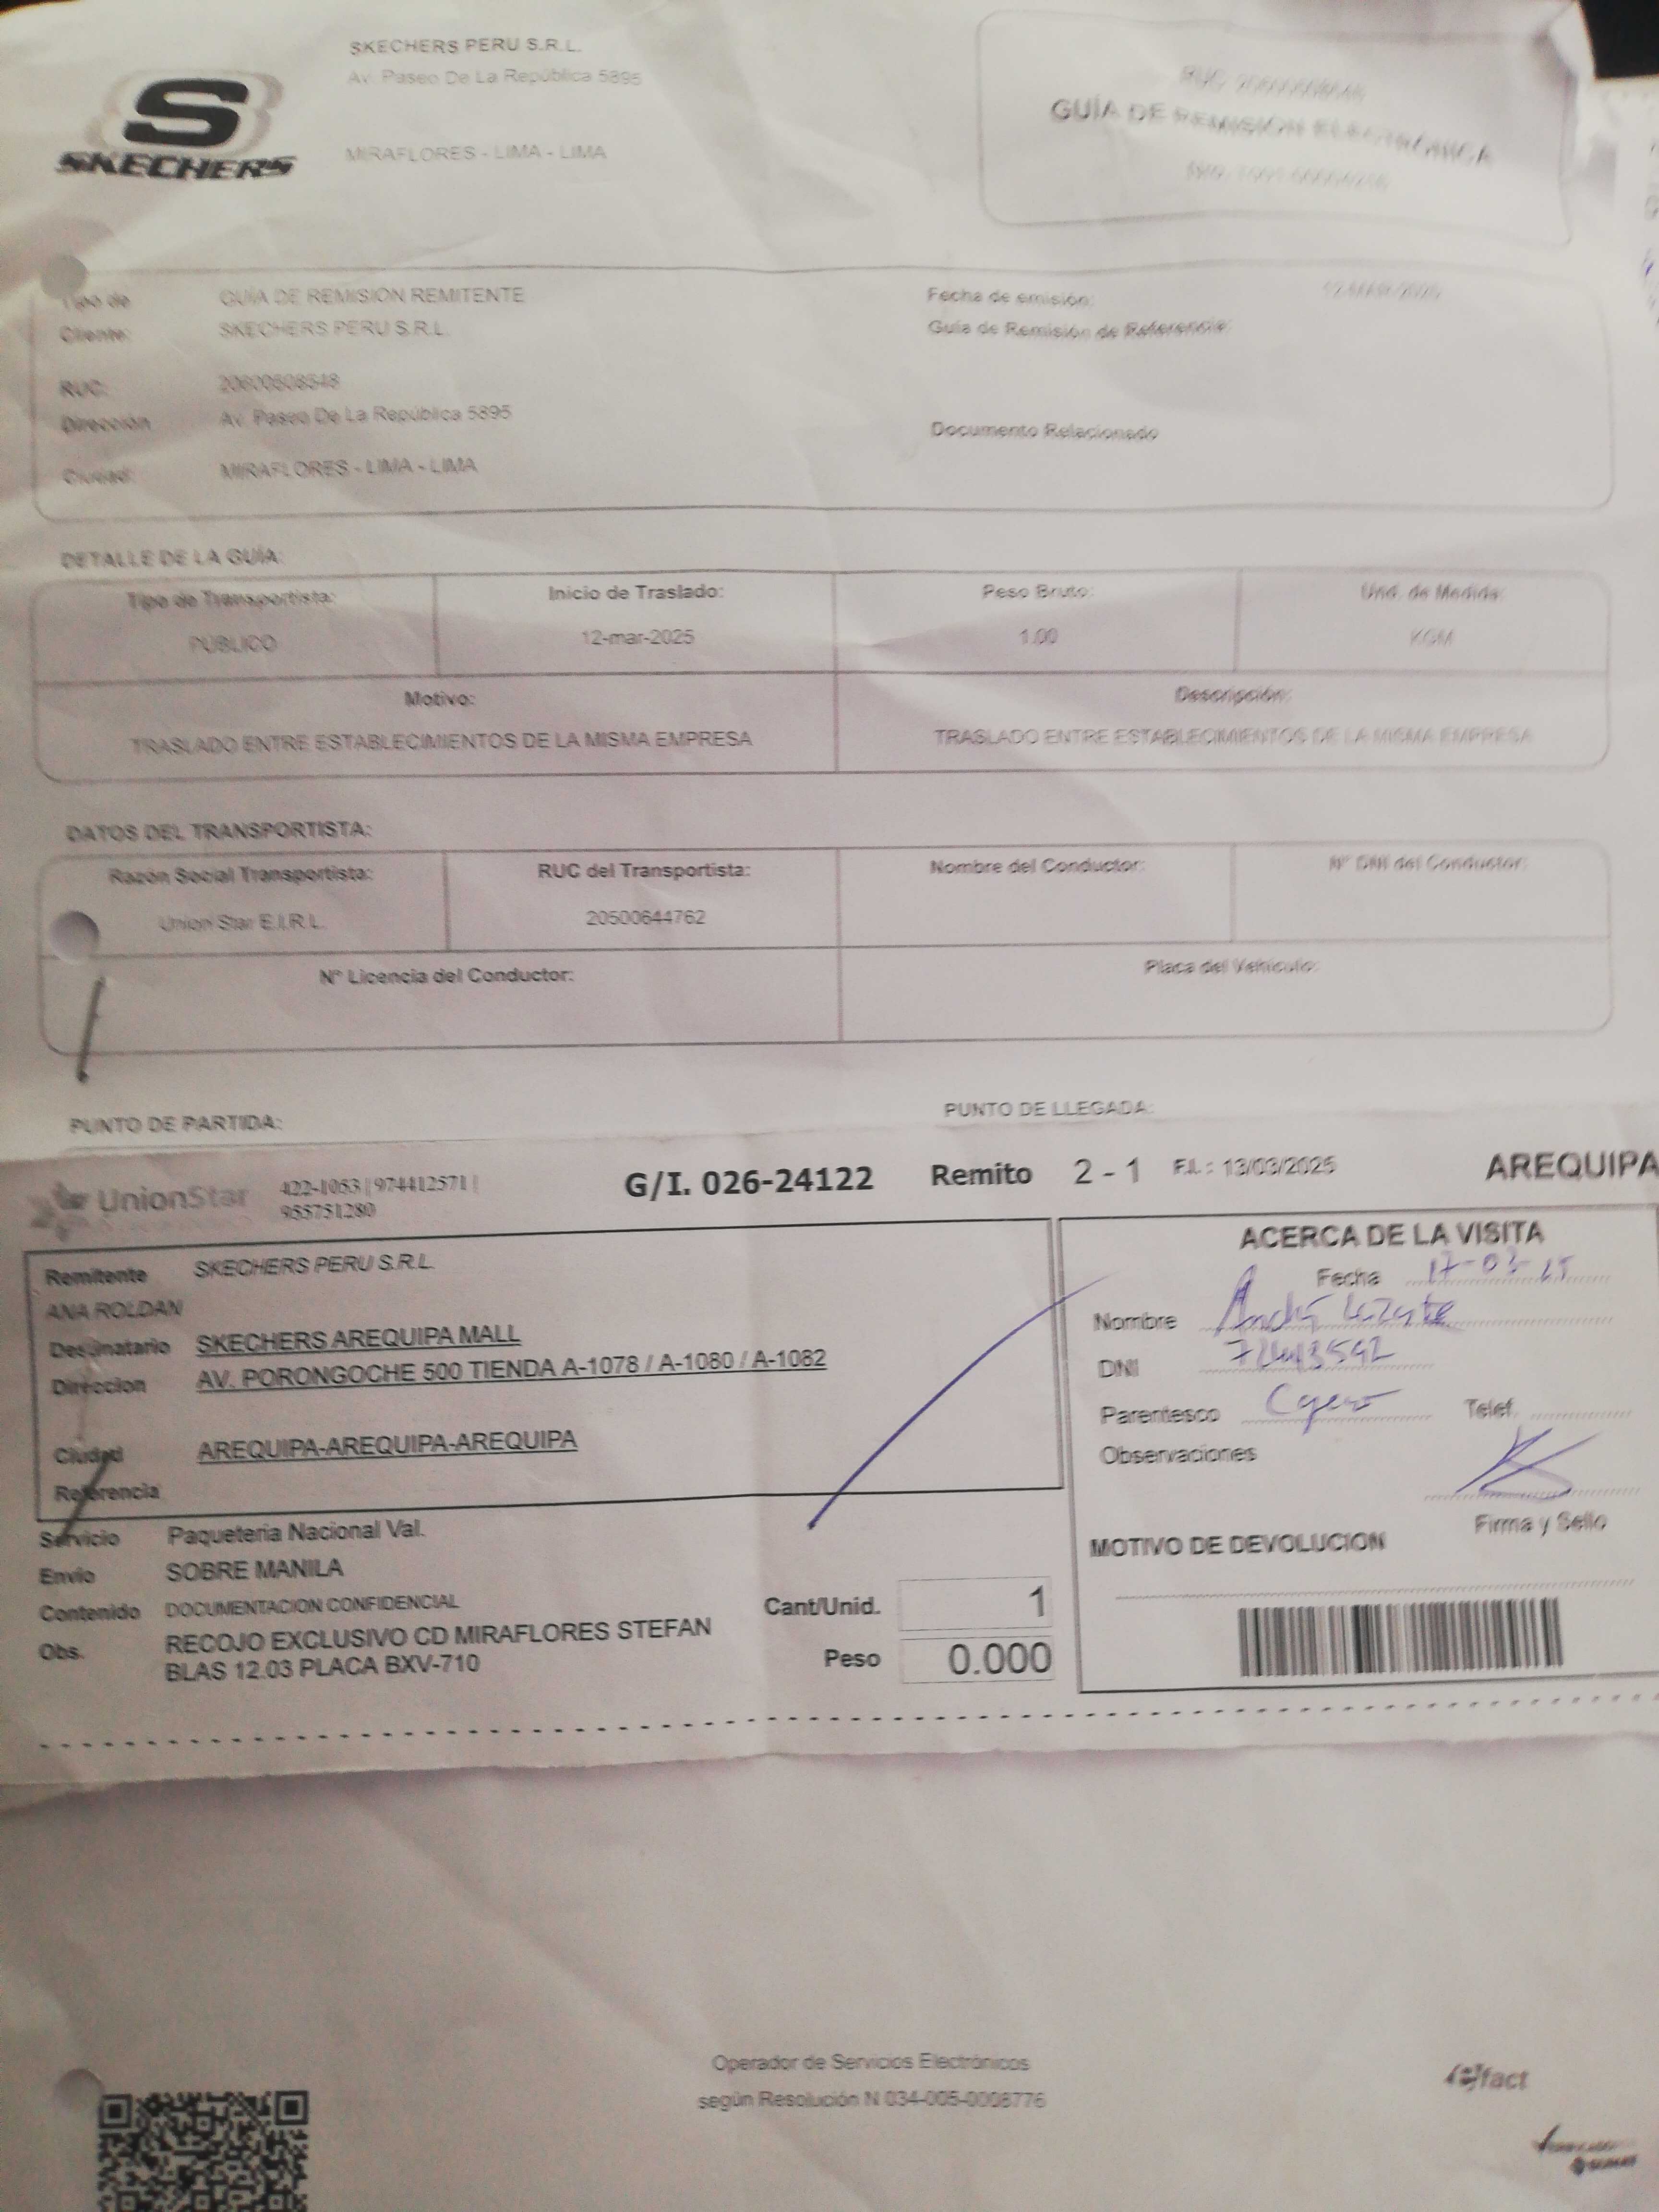 SKECHERS PERU S.R.L.
Av. Paseo De La República 5895
MIRAFLORES - LIMA - LIMA
S
SKECHERS
GUÍA DE REMISIÓN ELECTRÓNICA
Tipo de GUÍA DE REMISION REMITENTE
Fecha de emisión:
Cliente: SKECHERS PERU S.R.L.
Guía de Remisión de Referencia:
RUC: 20600608548
Dirección Av. Paseo De La República 5895
Documento Relacionado
Ciudad: MIRAFLORES - LIMA - LIMA
DETALLE DE LA GUÍA:
Tipo de Transportista: Inicio de Traslado: Peso Bruto: Und. de Medida:
PÚBLICO 12-mar-2025 1.00 KGM
Motivo: Descripción:
TRASLADO ENTRE ESTABLECIMIENTOS DE LA MISMA EMPRESA TRASLADO ENTRE ESTABLECIMIENTOS DE LA MISMA EMPRESA
DATOS DEL TRANSPORTISTA:
Razón Social Transportista: RUC del Transportista: Nombre del Conductor: N° DNI del Conductor:
Union Star E.I.R.L. 20500644762
N° Licencia del Conductor: Placa del Vehículo:
PUNTO DE PARTIDA: PUNTO DE LLEGADA:
UnionStar 422-1053 | 974412571 |
955751280
G/I. 026-24122 Remito 2 - 1 F.I. : 13/03/2025 AREQUIPA
Remitente SKECHERS PERU S.R.L.
ANA ROLDAN
Destinatario SKECHERS AREQUIPA MALL
Direccion AV. PORONGOCHE 500 TIENDA A-1078 / A-1080 / A-1082
Ciudad AREQUIPA-AREQUIPA-AREQUIPA
Referencia
Servicio Paqueteria Nacional Val.
Envio SOBRE MANILA
Contenido DOCUMENTACION CONFIDENCIAL
Obs. RECOJO EXCLUSIVO CD MIRAFLORES STEFAN
BLAS 12.03 PLACA BXV-710
Cant/Unid. 1
Peso 0.000
ACERCA DE LA VISITA
Fecha 17-03-25
Nombre
DNI
Parentesco Telef.
Observaciones
Firma y Sello
MOTIVO DE DEVOLUCION
Operador de Servicios Electrónicos
según Resolución N 034-005-0008776
efact